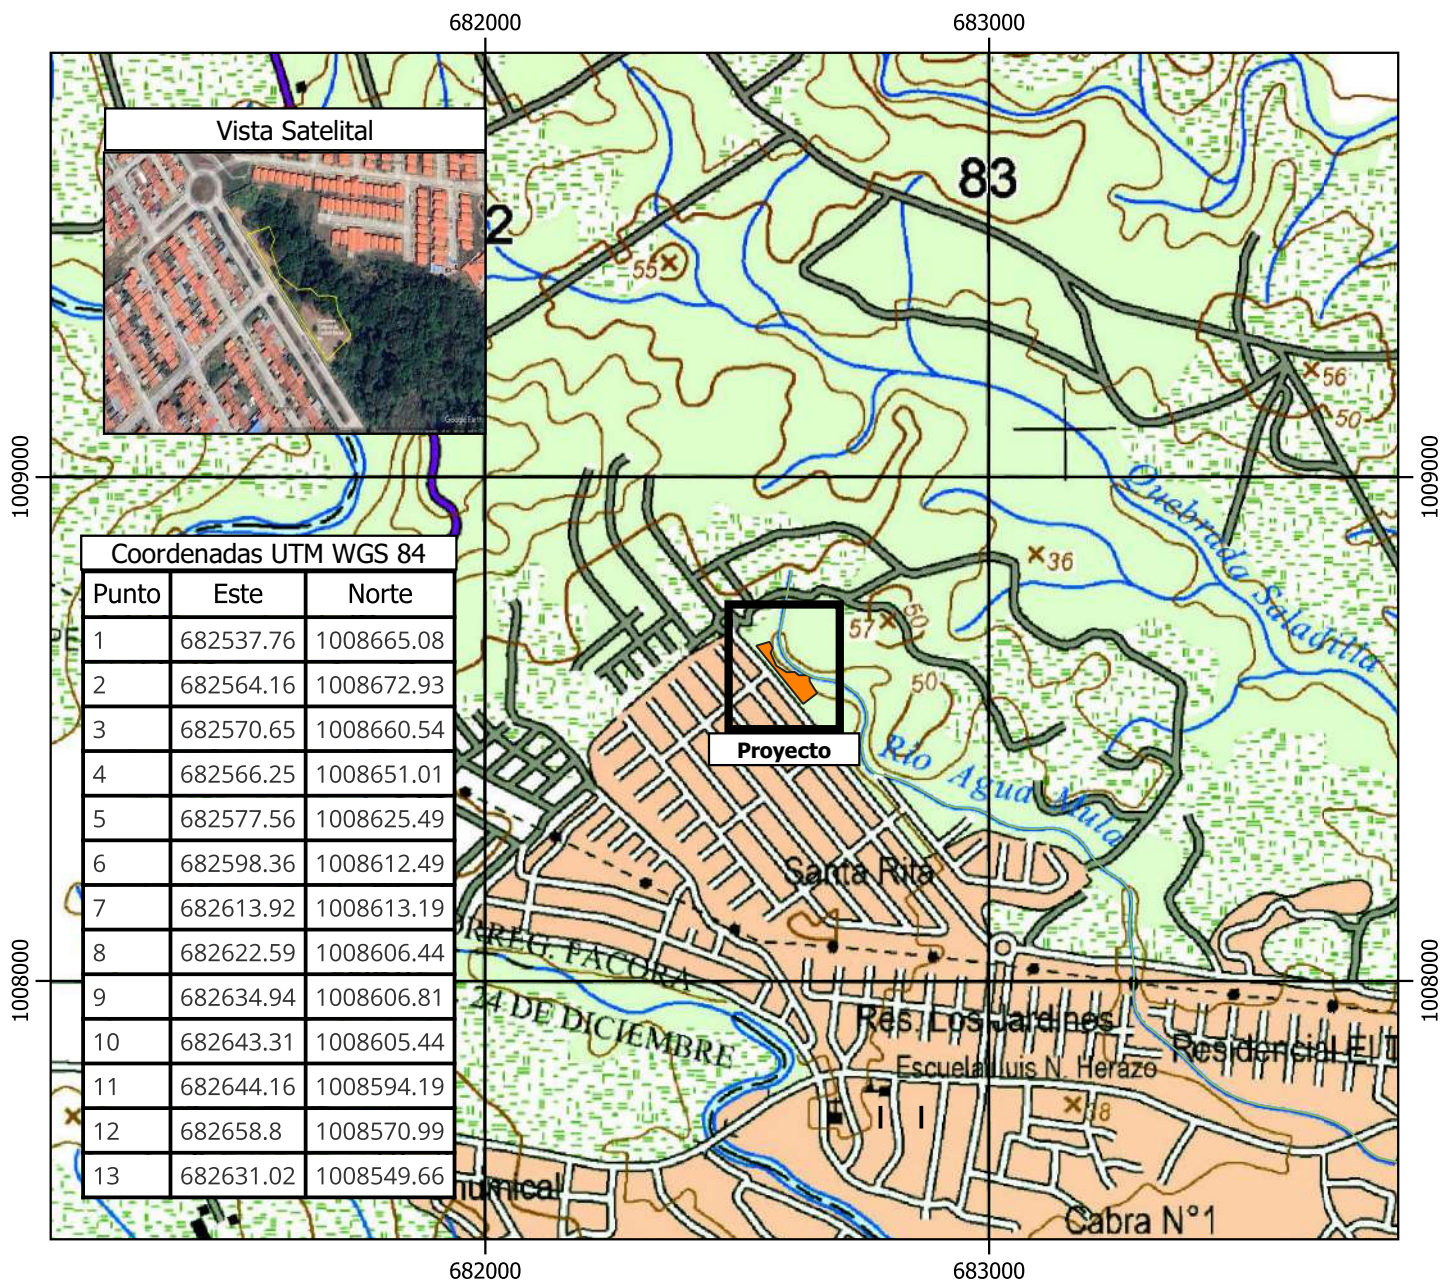 682000 683000
Vista Satelital
Google Earth
83
2
55
56
50
1009000 1009000
Quebrada Saladilla
36
Coordenadas UTM WGS 84
Punto Este Norte
1 682537.76 1008665.08
2 682564.16 1008672.93
3 682570.65 1008660.54
4 682566.25 1008651.01
5 682577.56 1008625.49
6 682598.36 1008612.49
7 682613.92 1008613.19
8 682622.59 1008606.44
9 682634.94 1008606.81
10 682643.31 1008605.44
11 682644.16 1008594.19
12 682658.8 1008570.99
13 682631.02 1008549.66
57
50
50
Proyecto
Río Agua Mula
Santa Rita
ORREG. PACORA
1008000 1008000
24 DE DICIEMBRE
Res. Los Jardines
Residencial El T
Escuela Luis N. Herazo
18
Cabra N°1
682000 683000